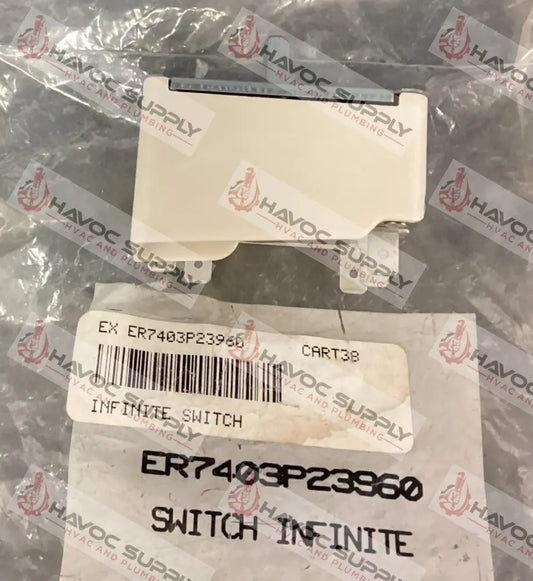 HAVOC SUPPLY
HVAC AND PLUMBING
EX ER7403P23960
CART38
INFINITE SWITCH
ER7403P23960
SWITCH INFINITE